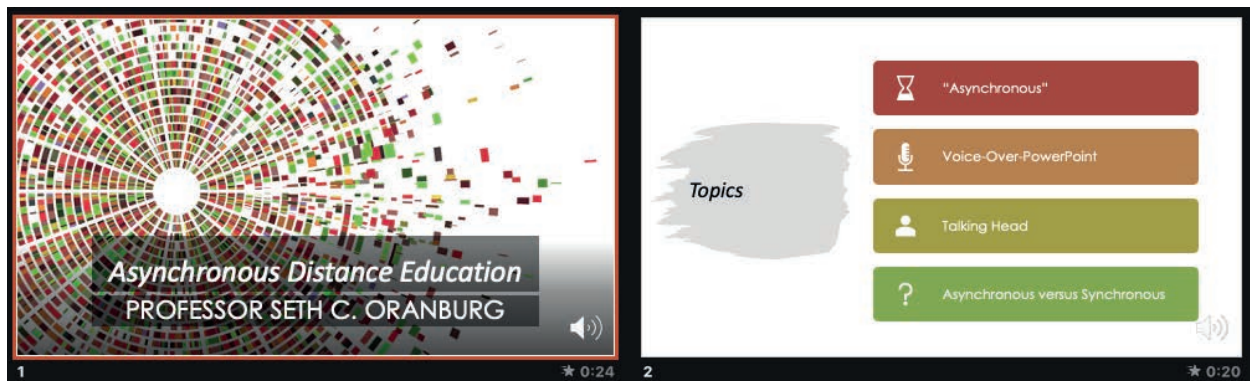 Asynchronous Distance Education
PROFESSOR SETH C. ORANBURG
1
0:24
Topics
"Asynchronous"
Voice-Over-PowerPoint
Talking Head
?
Asynchronous versus Synchronous
2
0:20